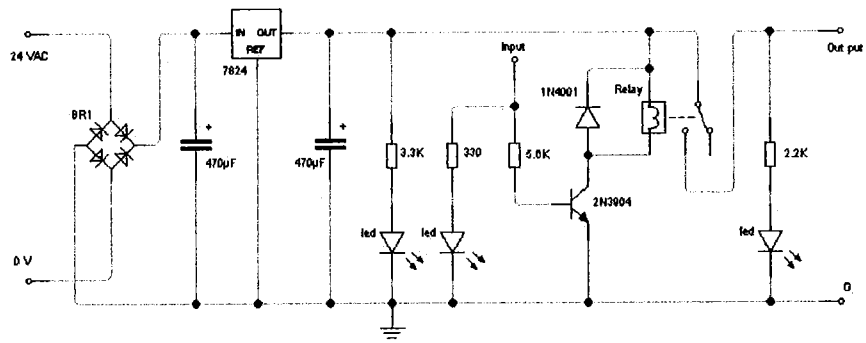 24 VAC
BR1
0 V
470µF
IN OUT
REF
7824
470µF
3.3K
led
330
led
Input
5.6K
1N4001
2N3904
Relay
2.2K
led
Out put
0